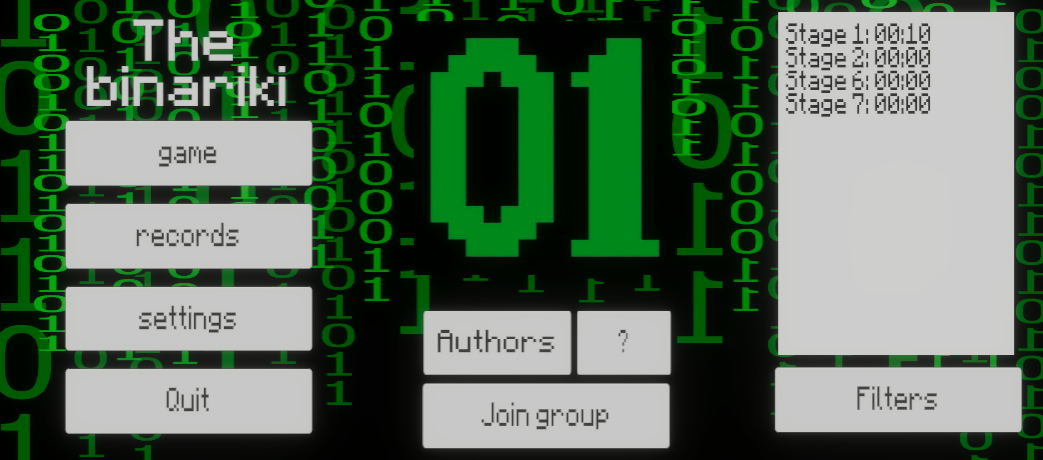 The
binariki
game
records
settings
Quit
01
Authors
?
Join group
Stage 1: 00:10
Stage 2: 00:00
Stage 6: 00:00
Stage 7: 00:00
Filters